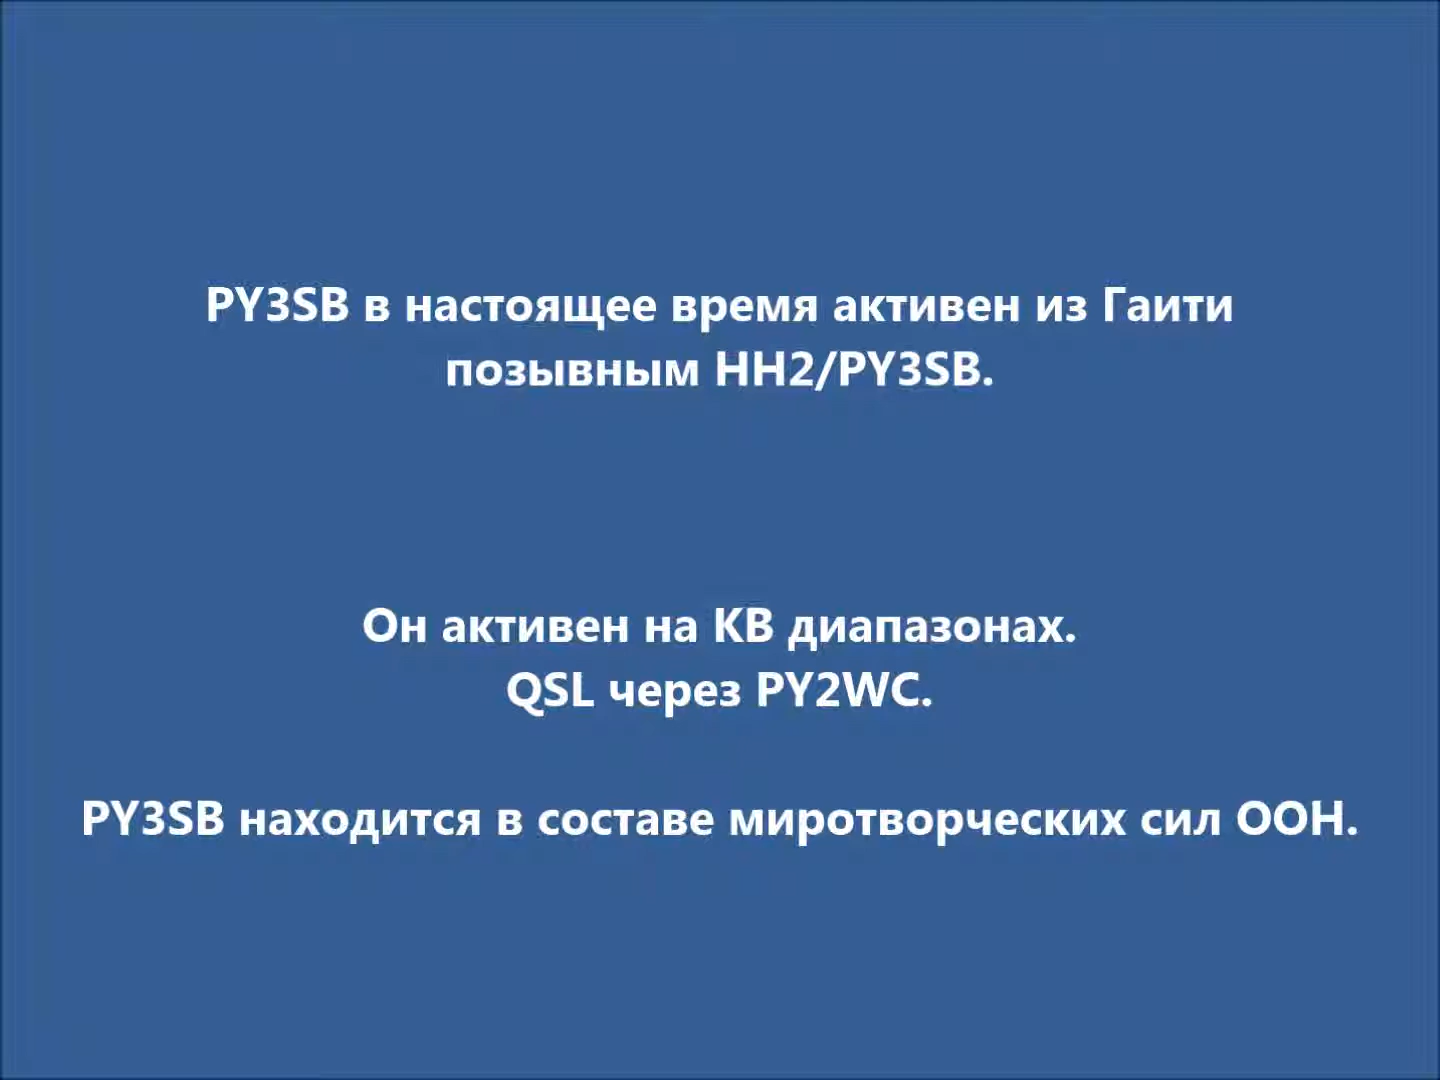 PY3SB в настоящее время активен из Гаити
позывным HH2/PY3SB.
Он активен на КВ диапазонах.
QSL через PY2WC.
PY3SB находится в составе миротворческих сил ООН.